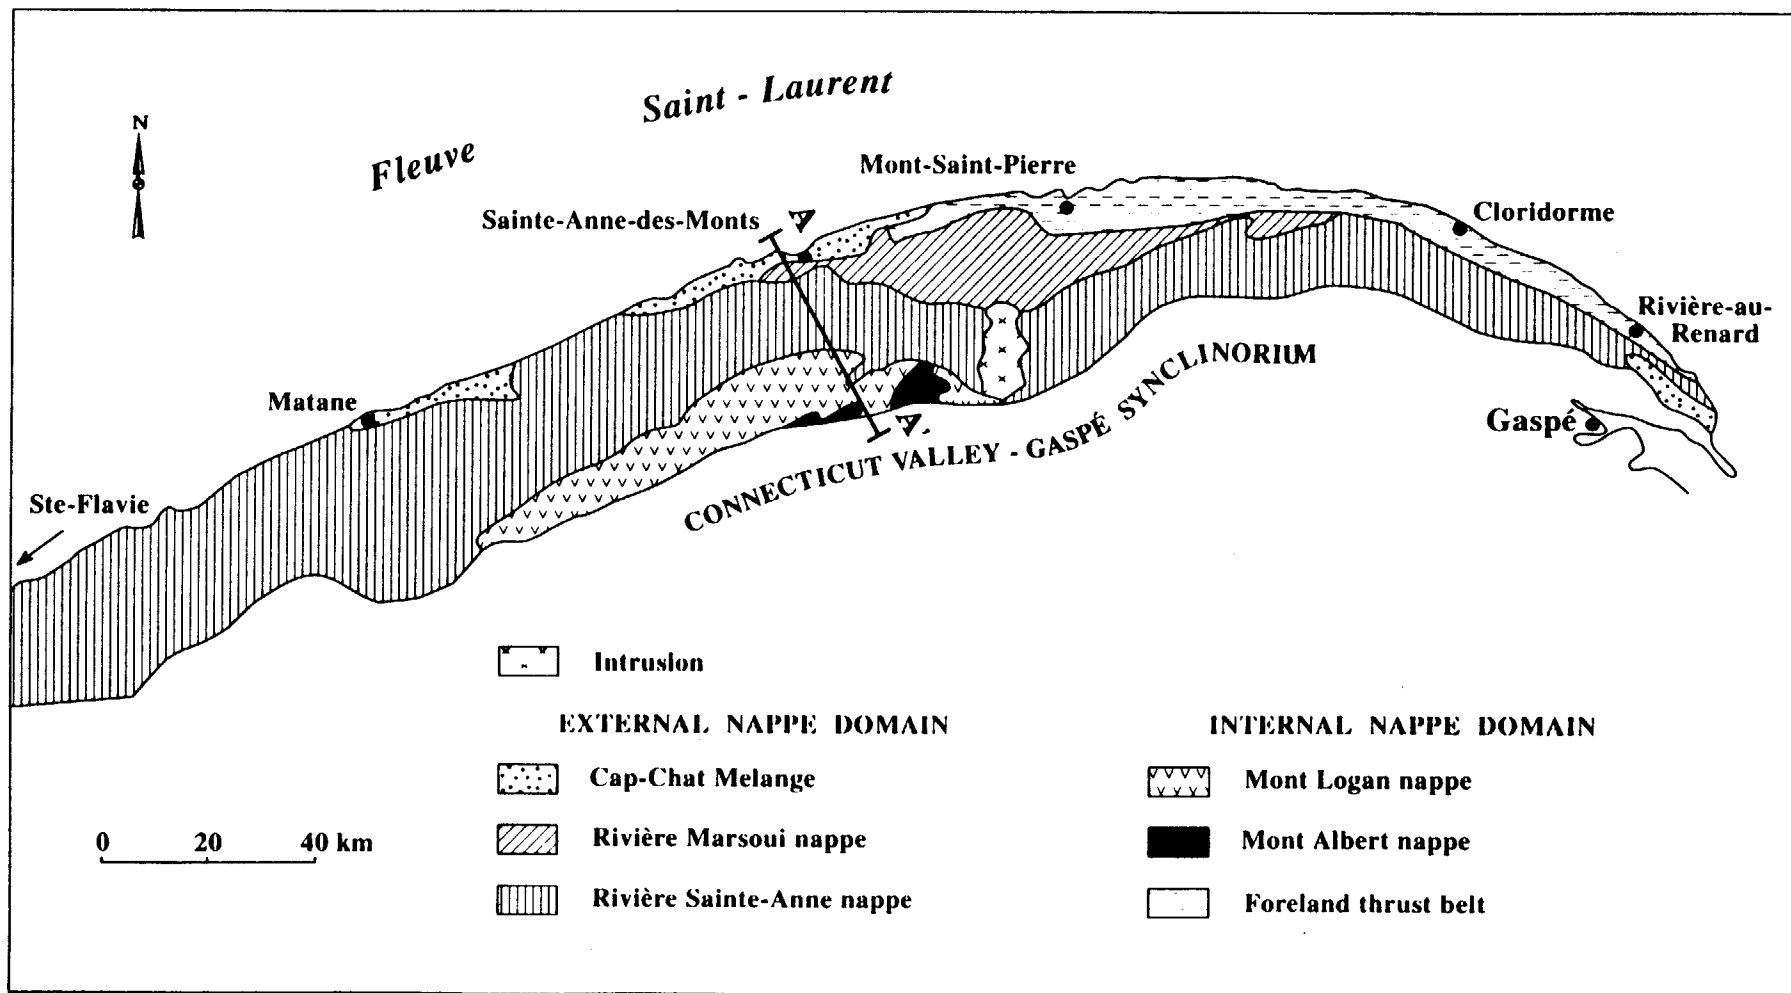 Saint - Laurent
Fleuve
N
Mont-Saint-Pierre
Sainte-Anne-des-Monts
A
Cloridorme
Rivière-au-
Renard
Matane
A'
Gaspé
CONNECTICUT VALLEY - GASPÉ SYNCLINORIUM
Ste-Flavie
Intrusion
EXTERNAL NAPPE DOMAIN
INTERNAL NAPPE DOMAIN
Cap-Chat Melange
Mont Logan nappe
0 20 40 km
Rivière Marsoui nappe
Mont Albert nappe
Rivière Sainte-Anne nappe
Foreland thrust belt